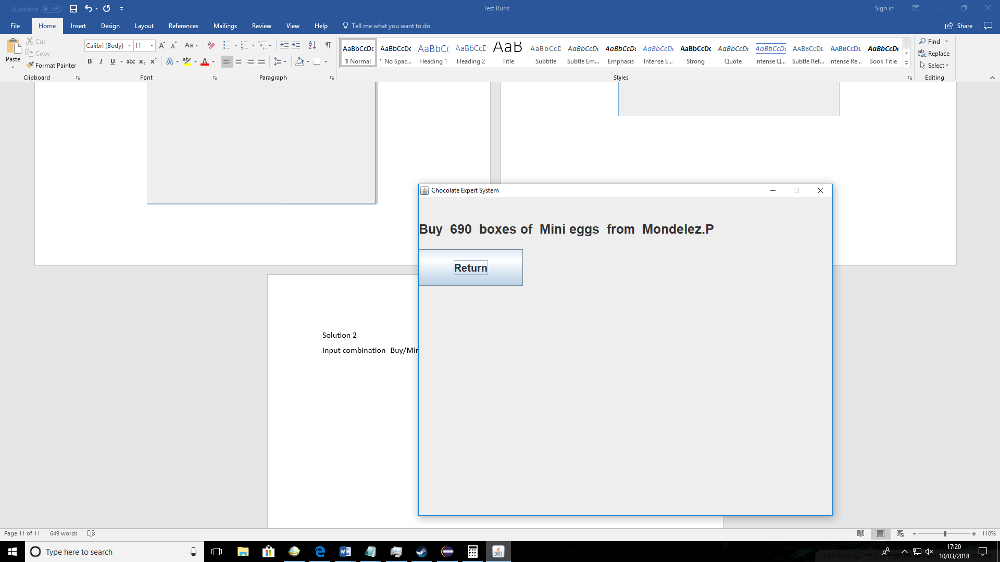 AutoSave Off
Test Runs
Sign in
File Home Insert Design Layout References Mailings Review View Help Tell me what you want to do Share
Paste
Cut
Copy
Format Painter
Clipboard
Calibri (Body) 11
Font
Paragraph
AaBbCcDc AaBbCcDc AaBbC( AaBbCcD AaB AaBbCcD AaBbCcDc AaBbCcDc AaBbCcDc AaBbCcDc AaBbCcDc AaBbCcDc AaBbCcDd AaBbCcDd AaBbCcDc
¶ Normal ¶ No Spac... Heading 1 Heading 2 Title Subtitle Subtle Em... Emphasis Intense E... Strong Quote Intense Q... Subtle Ref... Intense Re... Book Title
Styles
Find
Replace
Select
Editing
Chocolate Expert System
Buy 690 boxes of Mini eggs from Mondelez.P
Return
Solution 2
Input combination- Buy/Mir
Page 11 of 11 649 words
110%
Type here to search
17:20
10/03/2018